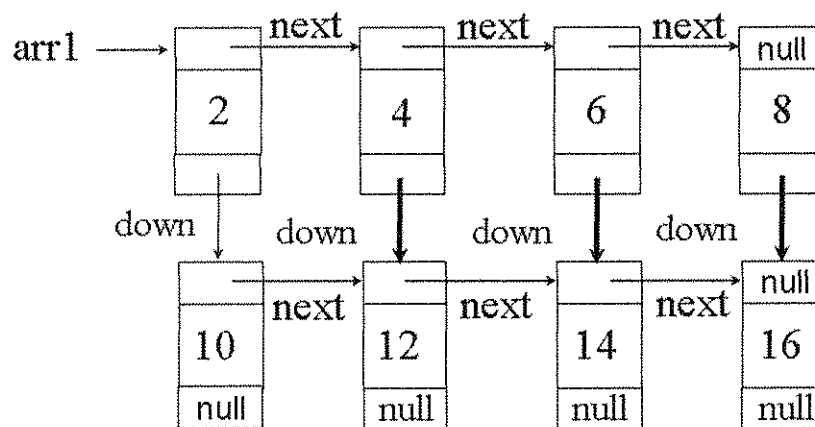 arr1 next next next null
2 4 6 8
down down down down
null
next next next
10 12 14 16
null null null null